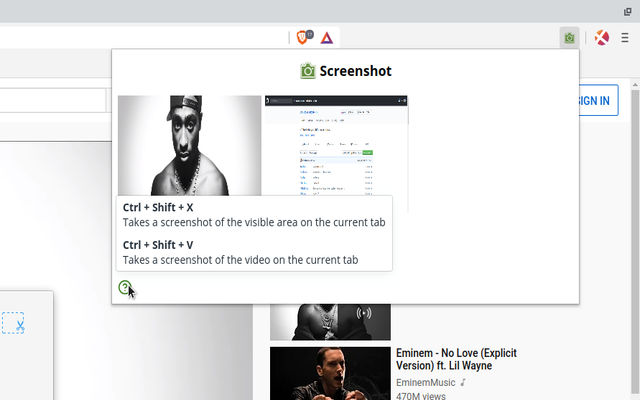 17
Screenshot
SIGN IN
Ctrl + Shift + X
Takes a screenshot of the visible area on the current tab
Ctrl + Shift + V
Takes a screenshot of the video on the current tab
?
Eminem - No Love (Explicit
Version) ft. Lil Wayne
EminemMusic
470M views